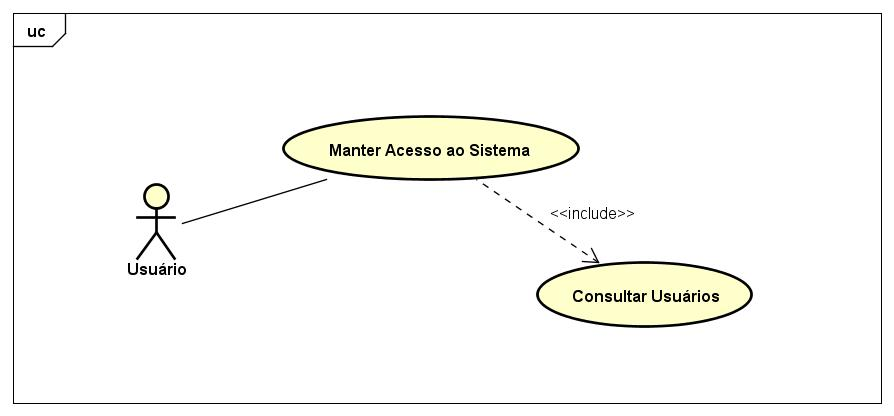 uc
Manter Acesso ao Sistema
<<include>>
Usuário
Consultar Usuários